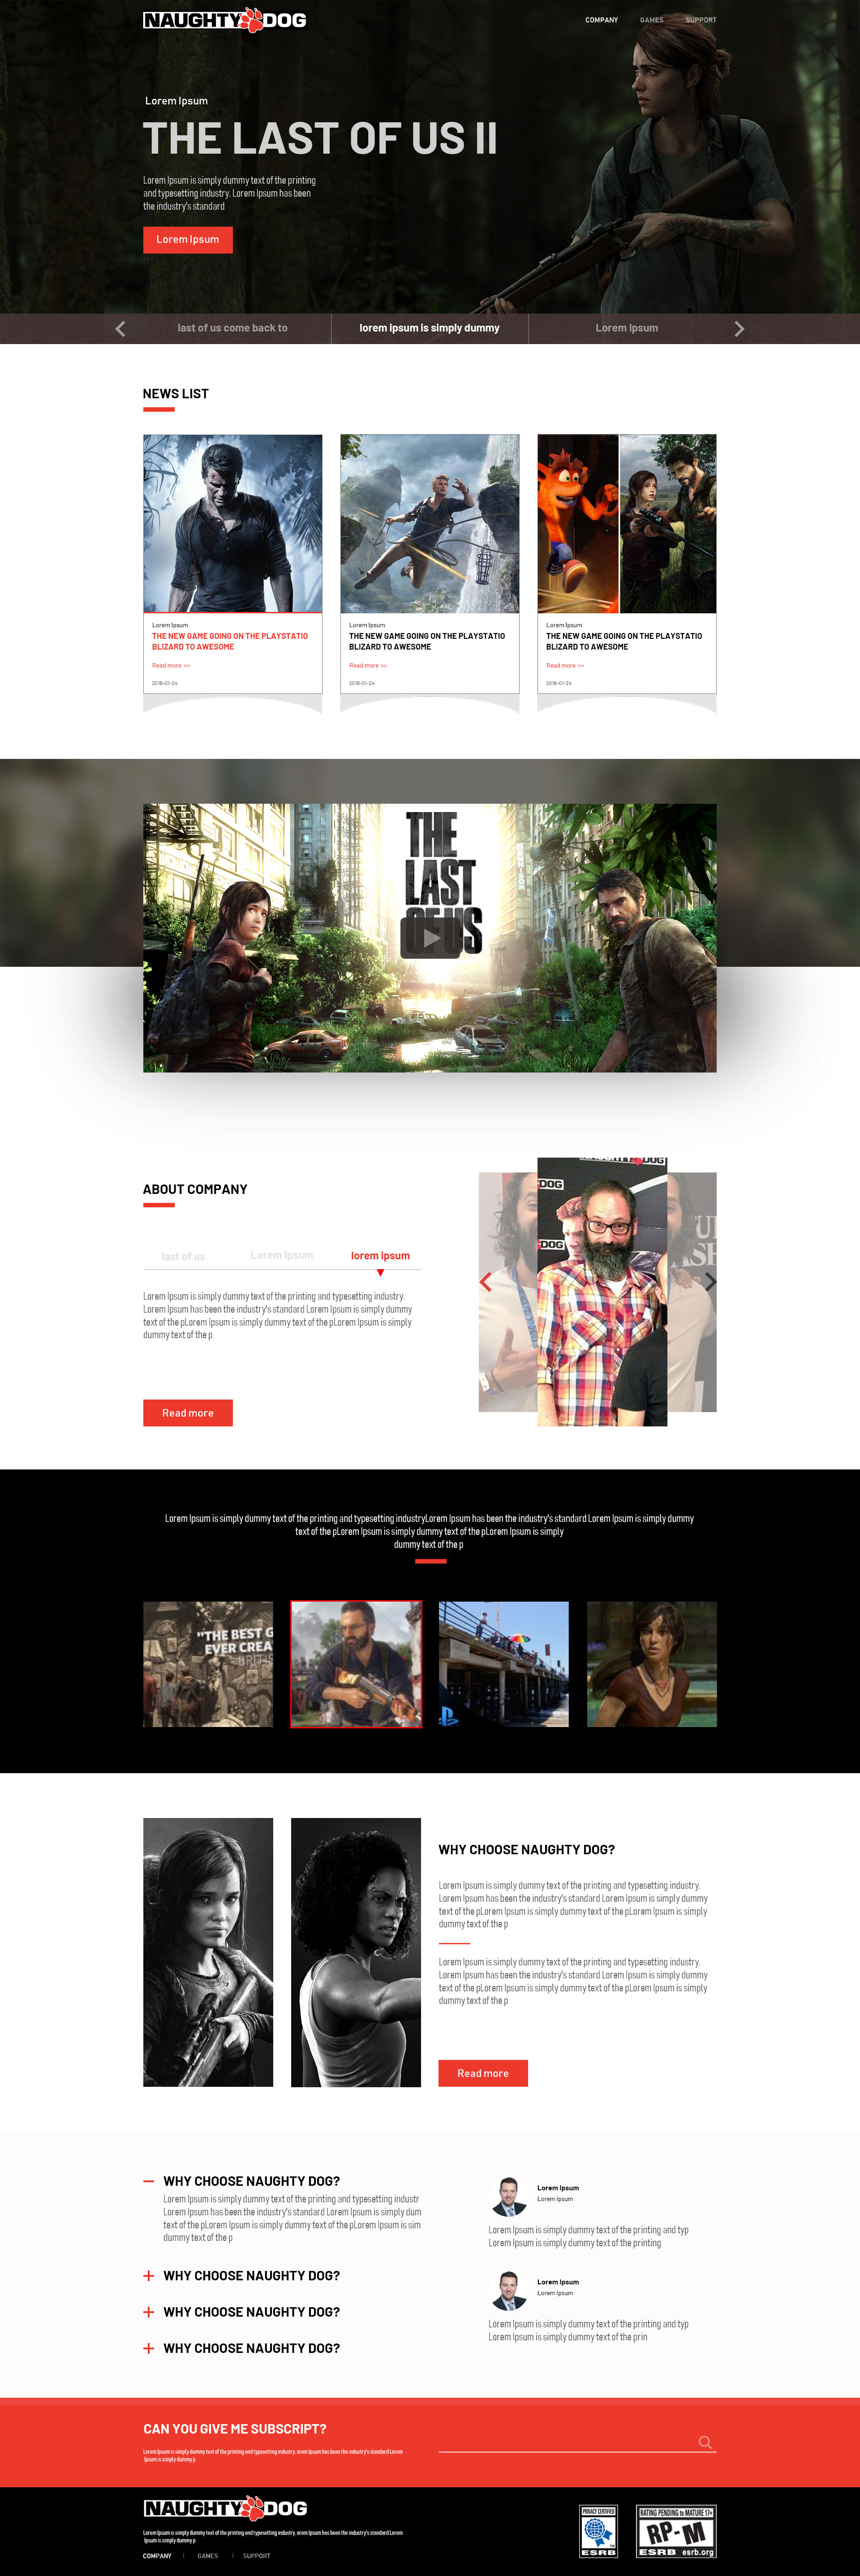 NAUGHTY DOG
COMPANY GAMES SUPPORT
Lorem Ipsum
THE LAST OF US II
Lorem Ipsum is simply dummy text of the printing
and typesetting industry. Lorem Ipsum has been
the industry's standard
Lorem Ipsum
last of us come back to
lorem ipsum is simply dummy
Lorem Ipsum
NEWS LIST
Lorem Ipsum
THE NEW GAME GOING ON THE PLAYSTATIO
BLIZARD TO AWESOME
Read more >>
2018-01-24
Lorem Ipsum
THE NEW GAME GOING ON THE PLAYSTATIO
BLIZARD TO AWESOME
Read more >>
2018-01-24
Lorem Ipsum
THE NEW GAME GOING ON THE PLAYSTATIO
BLIZARD TO AWESOME
Read more >>
2018-01-24
THE
LAST
OF US
ABOUT COMPANY
last of us
Lorem Ipsum
lorem ipsum
Lorem Ipsum is simply dummy text of the printing and typesetting industry.
Lorem Ipsum has been the industry's standard Lorem Ipsum is simply dummy
text of the pLorem Ipsum is simply dummy text of the pLorem Ipsum is simply
dummy text of the p
Read more
DOG
DOG
DOG
Lorem Ipsum is simply dummy text of the printing and typesetting industryLorem Ipsum has been the industry's standard Lorem Ipsum is simply dummy
text of the pLorem Ipsum is simply dummy text of the pLorem Ipsum is simply
dummy text of the p
"THE BEST G
EVER CREA
BRITIS
WHY CHOOSE NAUGHTY DOG?
Lorem Ipsum is simply dummy text of the printing and typesetting industry.
Lorem Ipsum has been the industry's standard Lorem Ipsum is simply dummy
text of the pLorem Ipsum is simply dummy text of the pLorem Ipsum is simply
dummy text of the p
Lorem Ipsum is simply dummy text of the printing and typesetting industry.
Lorem Ipsum has been the industry's standard Lorem Ipsum is simply dummy
text of the pLorem Ipsum is simply dummy text of the pLorem Ipsum is simply
dummy text of the p
Read more
WHY CHOOSE NAUGHTY DOG?
Lorem Ipsum is simply dummy text of the printing and typesetting industr
Lorem Ipsum has been the industry's standard Lorem Ipsum is simply dum
text of the pLorem Ipsum is simply dummy text of the pLorem Ipsum is sim
dummy text of the p
WHY CHOOSE NAUGHTY DOG?
WHY CHOOSE NAUGHTY DOG?
WHY CHOOSE NAUGHTY DOG?
Lorem Ipsum
Lorem Ipsum
Lorem Ipsum is simply dummy text of the printing and typ
Lorem Ipsum is simply dummy text of the printing
Lorem Ipsum
Lorem Ipsum
Lorem Ipsum is simply dummy text of the printing and typ
Lorem Ipsum is simply dummy text of the prin
CAN YOU GIVE ME SUBSCRIPT?
Lorem Ipsum is simply dummy text of the printing and typesetting industry. orem Ipsum has been the industry's standard Lorem
Ipsum is simply dummy p
NAUGHTY DOG
Lorem Ipsum is simply dummy text of the printing and typesetting industry. orem Ipsum has been the industry's standard Lorem
Ipsum is simply dummy p
COMPANY | GAMES | SUPPORT
PRIVACY CERTIFIED
ESRB
RATING PENDING to MATURE 17+
RP-M
ESRB esrb.org